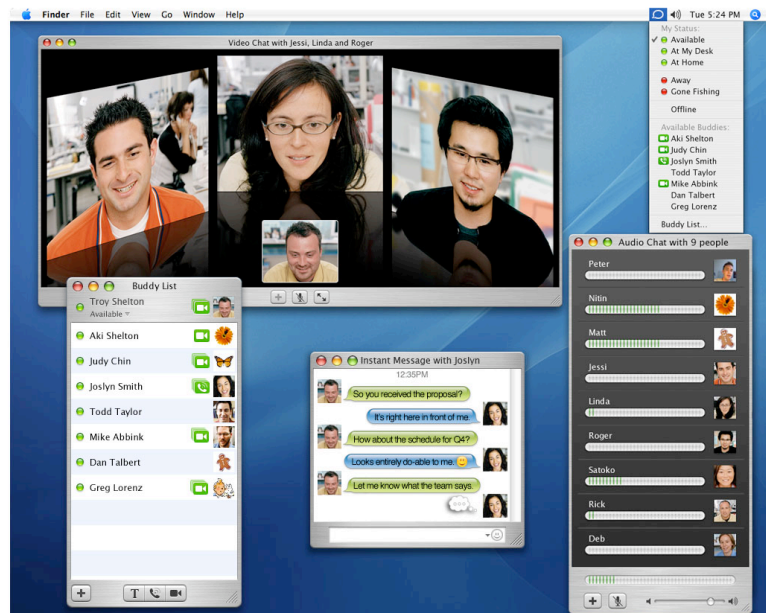 Finder File Edit View Go Window Help
Tue 5:24 PM
Video Chat with Jessi, Linda and Roger
My Status:
Available
At My Desk
At Home
Away
Gone Fishing
Offline
Available Buddies:
Aki Shelton
Judy Chin
Joslyn Smith
Todd Taylor
Mike Abbink
Dan Talbert
Greg Lorenz
Buddy List...
Buddy List
Troy Shelton
Available
Aki Shelton
Judy Chin
Joslyn Smith
Todd Taylor
Mike Abbink
Dan Talbert
Greg Lorenz
T
Instant Message with Joslyn
12:35PM
So you received the proposal?
It's right here in front of me.
How about the schedule for Q4?
Looks entirely do-able to me.
Let me know what the team says.
Audio Chat with 9 people
Peter
Nitin
Matt
Jessi
Linda
Roger
Satoko
Rick
Deb